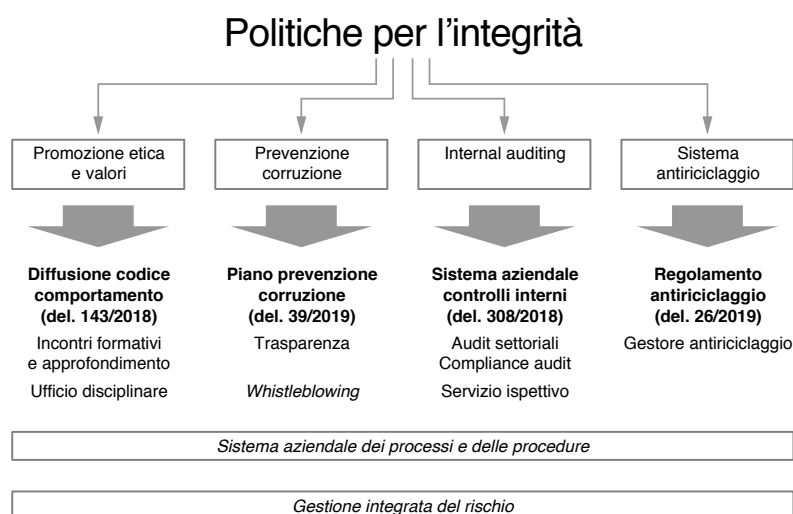 Politiche per l'integrità
Promozione etica
e valori
Prevenzione
corruzione
Internal auditing
Sistema
antiriciclaggio
Diffusione codice
comportamento
(del. 143/2018)
Incontri formativi
e approfondimento
Ufficio disciplinare
Piano prevenzione
corruzione
(del. 39/2019)
Trasparenza
Whistleblowing
Sistema aziendale
controlli interni
(del. 308/2018)
Audit settoriali
Compliance audit
Servizio ispettivo
Regolamento
antiriciclaggio
(del. 26/2019)
Gestore antiriciclaggio
Sistema aziendale dei processi e delle procedure
Gestione integrata del rischio